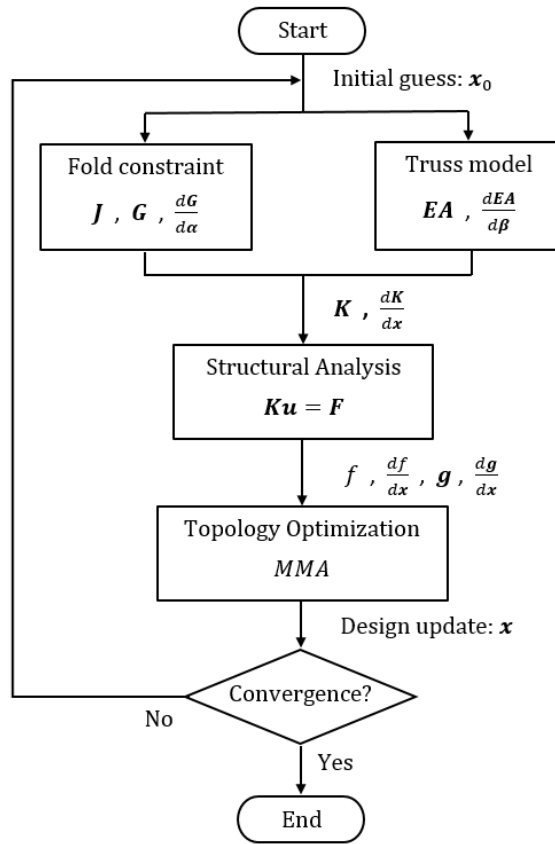 Start
Initial guess: 𝒙₀
Fold constraint
𝑱 , 𝑮 , d𝑮/d𝜶
Truss model
𝑬𝑨 , d𝑬𝑨/d𝜷
𝑲 , d𝑲/d𝒙
Structural Analysis
𝑲𝒖 = 𝑭
f , df/d𝒙 , 𝒈 , d𝒈/d𝒙
Topology Optimization
MMA
Design update: 𝒙
Convergence?
No
Yes
End